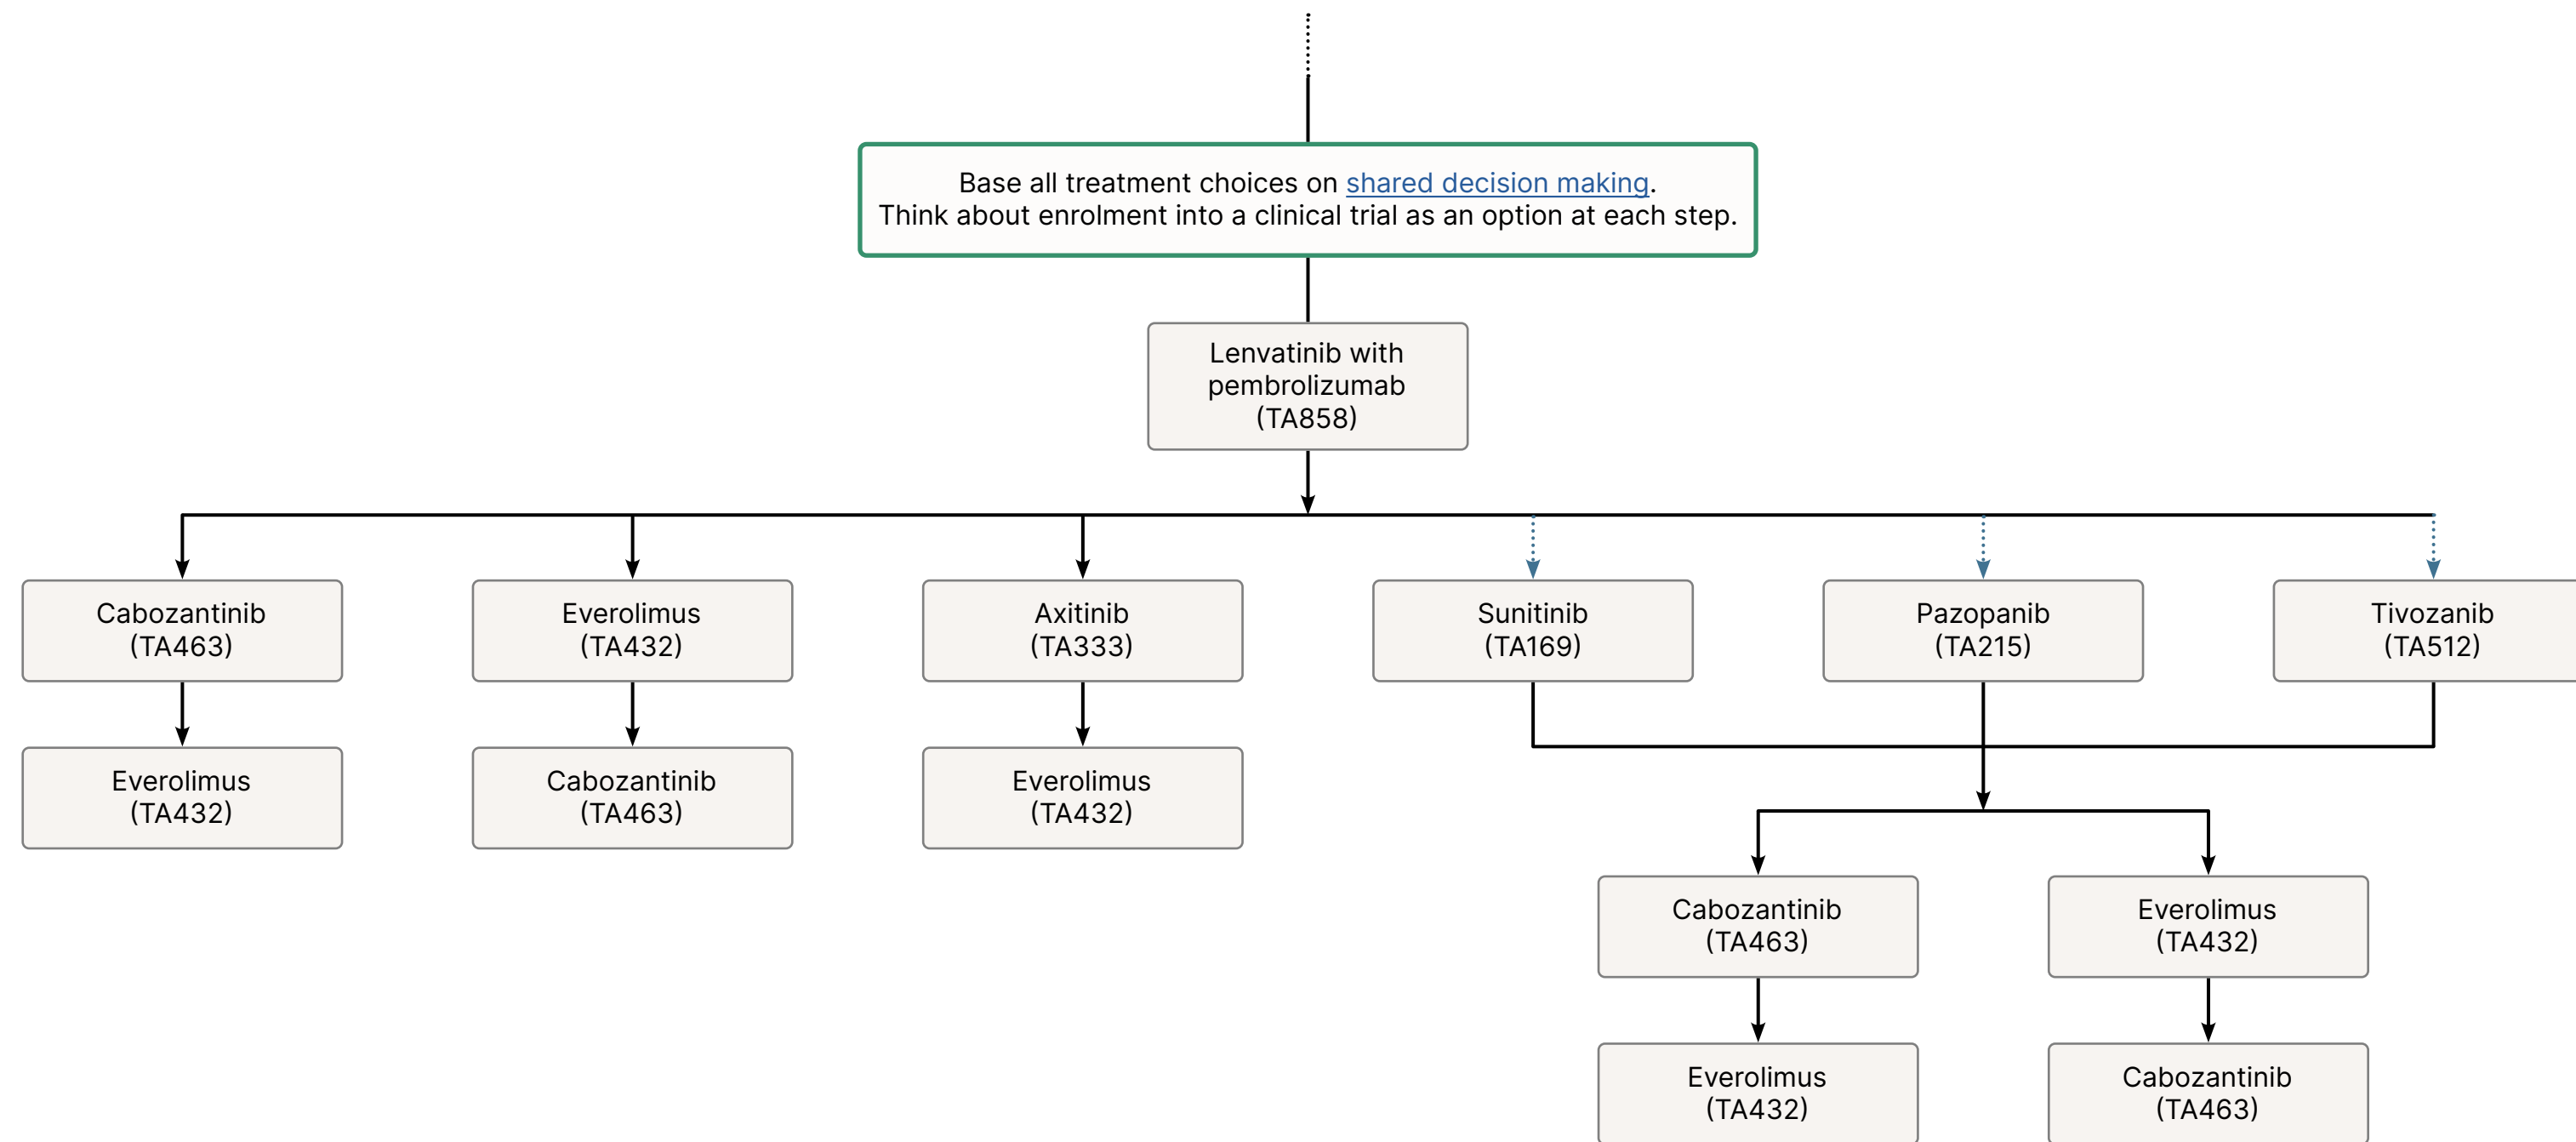 Base all treatment choices on shared decision making.
Think about enrolment into a clinical trial as an option at each step.
Lenvatinib with
pembrolizumab
(TA858)
Cabozantinib
(TA463)
Everolimus
(TA432)
Axitinib
(TA333)
Sunitinib
(TA169)
Pazopanib
(TA215)
Tivozanib
(TA512)
Everolimus
(TA432)
Cabozantinib
(TA463)
Everolimus
(TA432)
Cabozantinib
(TA463)
Everolimus
(TA432)
Everolimus
(TA432)
Cabozantinib
(TA463)